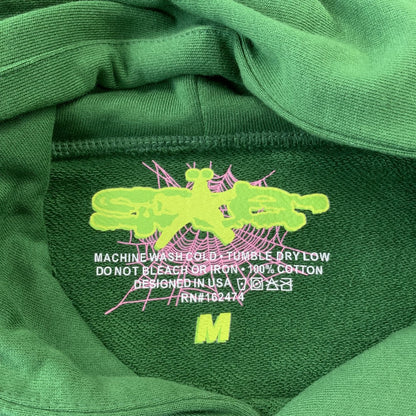 MACHINE WASH COLD • TUMBLE DRY LOW
DO NOT BLEACH OR IRON • 100% COTTON
DESIGNED IN USA
RN#162474
M